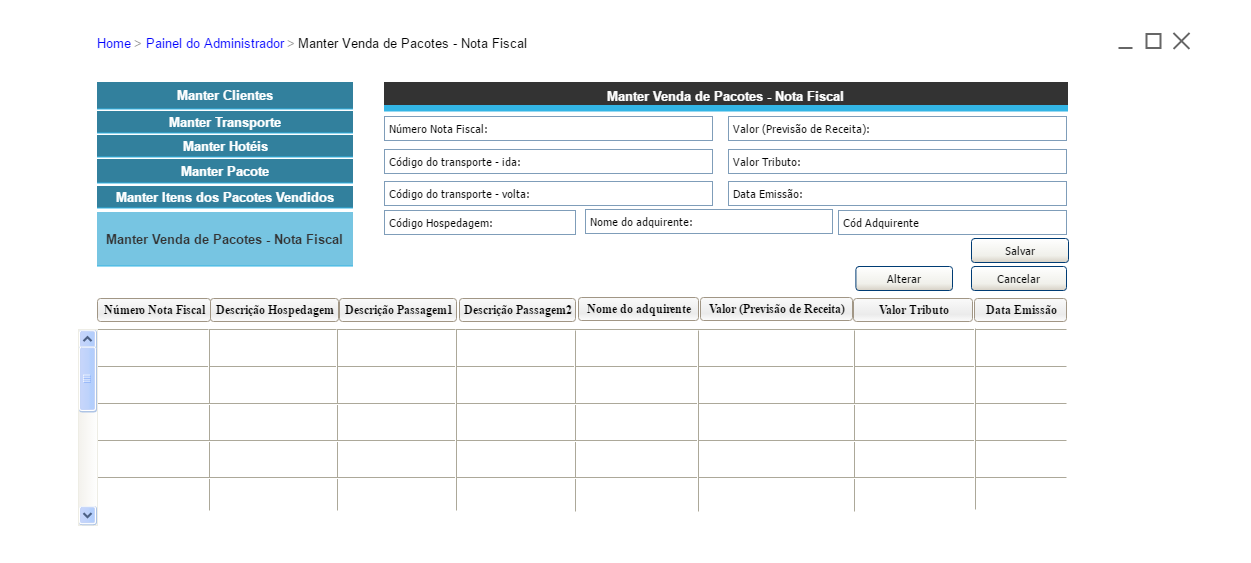 Home > Painel do Administrador > Manter Venda de Pacotes - Nota Fiscal
Manter Clientes
Manter Transporte
Manter Hotéis
Manter Pacote
Manter Itens dos Pacotes Vendidos
Manter Venda de Pacotes - Nota Fiscal
Manter Venda de Pacotes - Nota Fiscal
Número Nota Fiscal: Valor (Previsão de Receita):
Código do transporte - ida: Valor Tributo:
Código do transporte - volta: Data Emissão:
Código Hospedagem: Nome do adquirente: Cód Adquirente
Salvar
Alterar Cancelar
Número Nota Fiscal Descrição Hospedagem Descrição Passagem1 Descrição Passagem2 Nome do adquirente Valor (Previsão de Receita) Valor Tributo Data Emissão